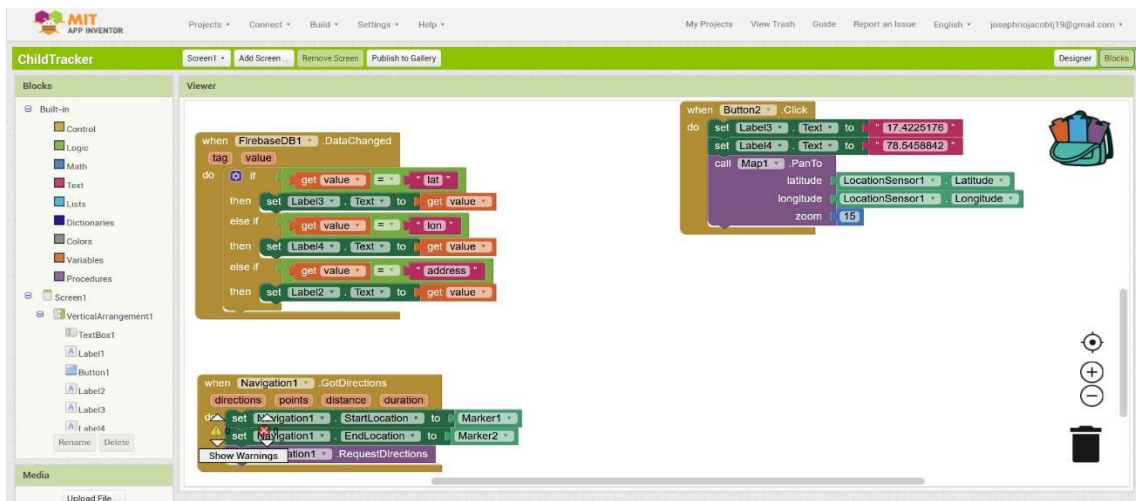 MIT
APP INVENTOR
Projects Connect Build Settings Help
My Projects View Trash Guide Report an Issue English josephriojacobtj19@gmail.com
ChildTracker
Screen1 Add Screen ... Remove Screen Publish to Gallery
Designer Blocks
Blocks
Viewer
Built-in
Control
Logic
Math
Text
Lists
Dictionaries
Colors
Variables
Procedures
Screen1
VerticalArrangement1
TextBox1
Label1
Button1
Label2
Label3
Label4
Rename Delete
Media
Upload File ...
when FirebaseDB1 .DataChanged
tag value
do if get value = " lat "
then set Label3 . Text to get value
else if get value = " lon "
then set Label4 . Text to get value
else if get value = " address "
then set Label2 . Text to get value
when Button2 .Click
do set Label3 . Text to " 17.4225176 "
set Label4 . Text to " 78.5458842 "
call Map1 .PanTo
latitude LocationSensor1 . Latitude
longitude LocationSensor1 . Longitude
zoom 15
when Navigation1 .GotDirections
directions points distance duration
do set Navigation1 . StartLocation to Marker1
0 0 set Navigation1 . EndLocation to Marker2
Show Warnings .RequestDirections